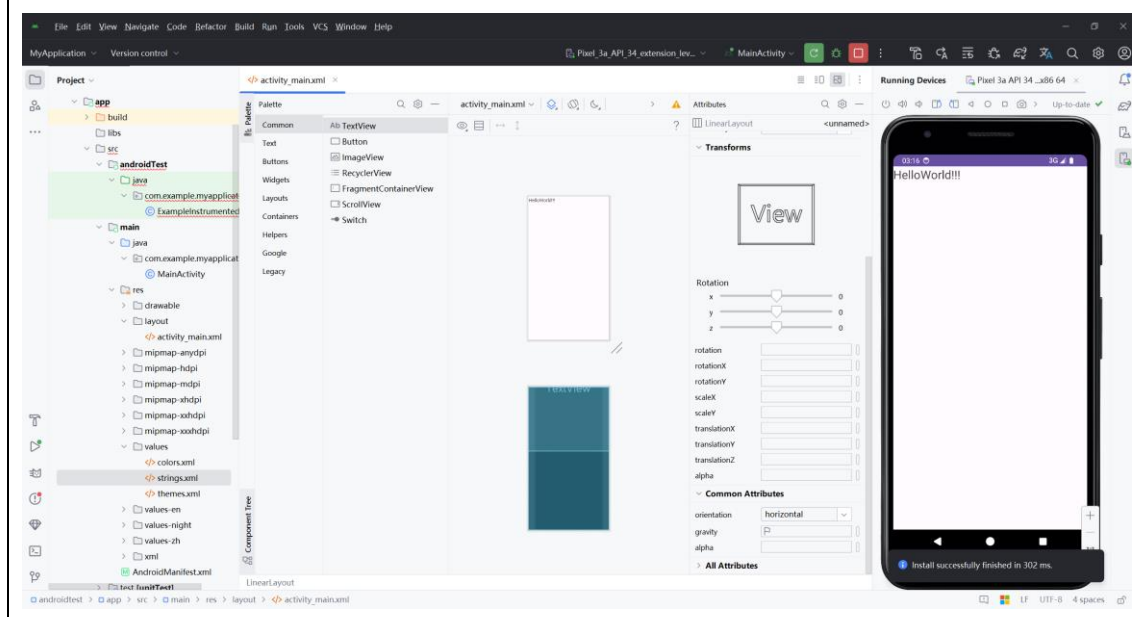 File Edit View Navigate Code Refactor Build Run Tools VCS Window Help
MyApplication Version control Pixel_3a_API_34_extension_lev... MainActivity
Project
activity_main.xml
app
build
libs
src
androidTest
java
com.example.myapplicat
ExampleInstrumented
main
java
com.example.myapplicat
MainActivity
res
drawable
layout
activity_main.xml
mipmap-anydpi
mipmap-hdpi
mipmap-mdpi
mipmap-xhdpi
mipmap-xxhdpi
mipmap-xxxhdpi
values
colors.xml
strings.xml
themes.xml
values-en
values-night
values-zh
xml
AndroidManifest.xml
test [unitTest]
Palette
Component Tree
Palette
Common
Text
Buttons
Widgets
Layouts
Containers
Helpers
Google
Legacy
Ab TextView
Button
ImageView
RecyclerView
FragmentContainerView
ScrollView
Switch
activity_main.xml
HelloWorld!!!
TextView
Attributes
LinearLayout <unnamed>
Transforms
View
Rotation
x 0
y 0
z 0
rotation
rotationX
rotationY
scaleX
scaleY
translationX
translationY
translationZ
alpha
Common Attributes
orientation horizontal
gravity
alpha
All Attributes
Running Devices Pixel 3a API 34 ...x86 64
Up-to-date
03:16 3G
HelloWorld!!!
Install successfully finished in 302 ms.
LinearLayout
androidtest > app > src > main > res > layout > activity_main.xml
LF UTF-8 4 spaces